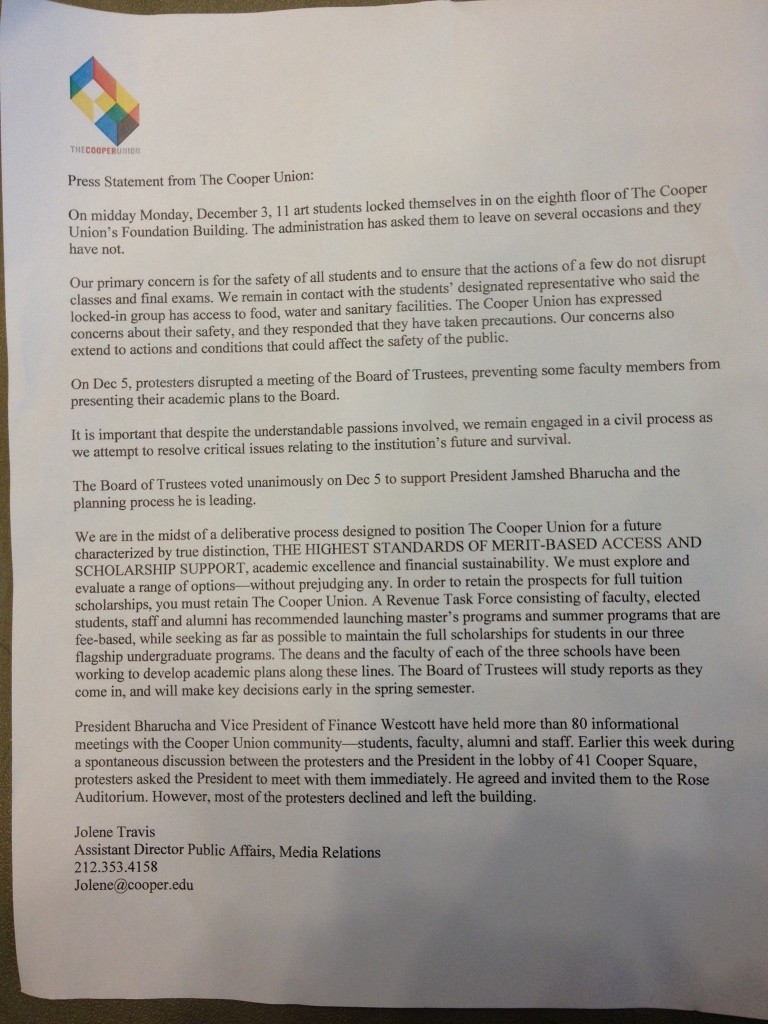 THECOOPERUNION
Press Statement from The Cooper Union:
On midday Monday, December 3, 11 art students locked themselves in on the eighth floor of The Cooper
Union's Foundation Building. The administration has asked them to leave on several occasions and they
have not.
Our primary concern is for the safety of all students and to ensure that the actions of a few do not disrupt
classes and final exams. We remain in contact with the students' designated representative who said the
locked-in group has access to food, water and sanitary facilities. The Cooper Union has expressed
concerns about their safety, and they responded that they have taken precautions. Our concerns also
extend to actions and conditions that could affect the safety of the public.
On Dec 5, protesters disrupted a meeting of the Board of Trustees, preventing some faculty members from
presenting their academic plans to the Board.
It is important that despite the understandable passions involved, we remain engaged in a civil process as
we attempt to resolve critical issues relating to the institution's future and survival.
The Board of Trustees voted unanimously on Dec 5 to support President Jamshed Bharucha and the
planning process he is leading.
We are in the midst of a deliberative process designed to position The Cooper Union for a future
characterized by true distinction, THE HIGHEST STANDARDS OF MERIT-BASED ACCESS AND
SCHOLARSHIP SUPPORT, academic excellence and financial sustainability. We must explore and
evaluate a range of options—without prejudging any. In order to retain the prospects for full tuition
scholarships, you must retain The Cooper Union. A Revenue Task Force consisting of faculty, elected
students, staff and alumni has recommended launching master's programs and summer programs that are
fee-based, while seeking as far as possible to maintain the full scholarships for students in our three
flagship undergraduate programs. The deans and the faculty of each of the three schools have been
working to develop academic plans along these lines. The Board of Trustees will study reports as they
come in, and will make key decisions early in the spring semester.
President Bharucha and Vice President of Finance Westcott have held more than 80 informational
meetings with the Cooper Union community—students, faculty, alumni and staff. Earlier this week during
a spontaneous discussion between the protesters and the President in the lobby of 41 Cooper Square,
protesters asked the President to meet with them immediately. He agreed and invited them to the Rose
Auditorium. However, most of the protesters declined and left the building.
Jolene Travis
Assistant Director Public Affairs, Media Relations
212.353.4158
Jolene@cooper.edu